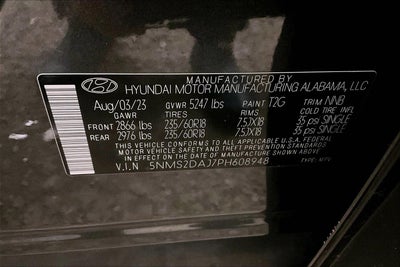 MANUFACTURED BY
HYUNDAI MOTOR MANUFACTURING ALABAMA, LLC
Aug/03/23 GVWR 5247 lbs PAINT T2G TRIM NNB
GAWR TIRES RIMS COLD TIRE INFL
FRONT 2866 lbs 235/60R18 7.5JX18 35 psi SINGLE
REAR 2976 lbs 235/60R18 7.5JX18 35 psi SINGLE
THIS VEHICLE CONFORMS TO ALL APPLICABLE U.S.A. FEDERAL
MOTOR VEHICLE SAFETY AND THEFT PREVENTION STANDARDS
IN EFFECT ON THE DATE OF MANUFACTURE SHOWN ABOVE.
V.I.N 5NMS2DAJ7PH608948 TYPE: MPV